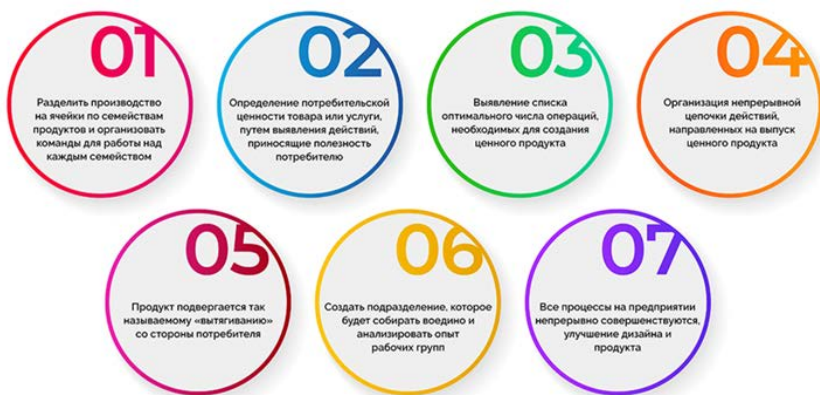 01
Разделить производство
на ячейки по семействам
продуктов и организовать
команды для работы над
каждым семейством
02
Определение потребительской
ценности товара или услуги,
путем выявления действий,
приносящие полезность
потребителю
03
Выявление списка
оптимального числа операций,
необходимых для создания
ценного продукта
04
Организация непрерывной
цепочки действий,
направленных на выпуск
ценного продукта
05
Продукт подвергается так
называемому «вытягиванию»
со стороны потребителя
06
Создать подразделение, которое
будет собирать воедино и
анализировать опыт
рабочих групп
07
Все процессы на предприятии
непрерывно совершенствуются,
улучшение дизайна и
продукта